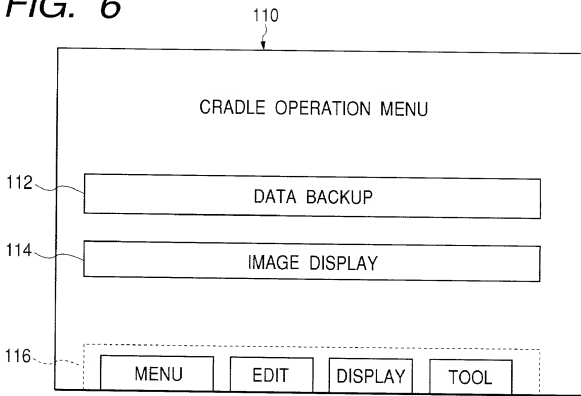 FIG. 6
110
CRADLE OPERATION MENU
112
DATA BACKUP
114
IMAGE DISPLAY
116
MENU EDIT DISPLAY TOOL